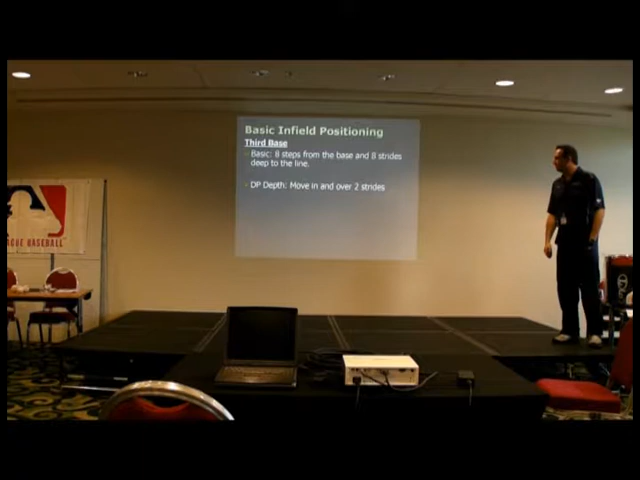 Basic Infield Positioning
Third Base
Basic: 8 steps from the base and 8 strides
deep to the line.
DP Depth: Move in and over 2 strides
GUE BASEBALL